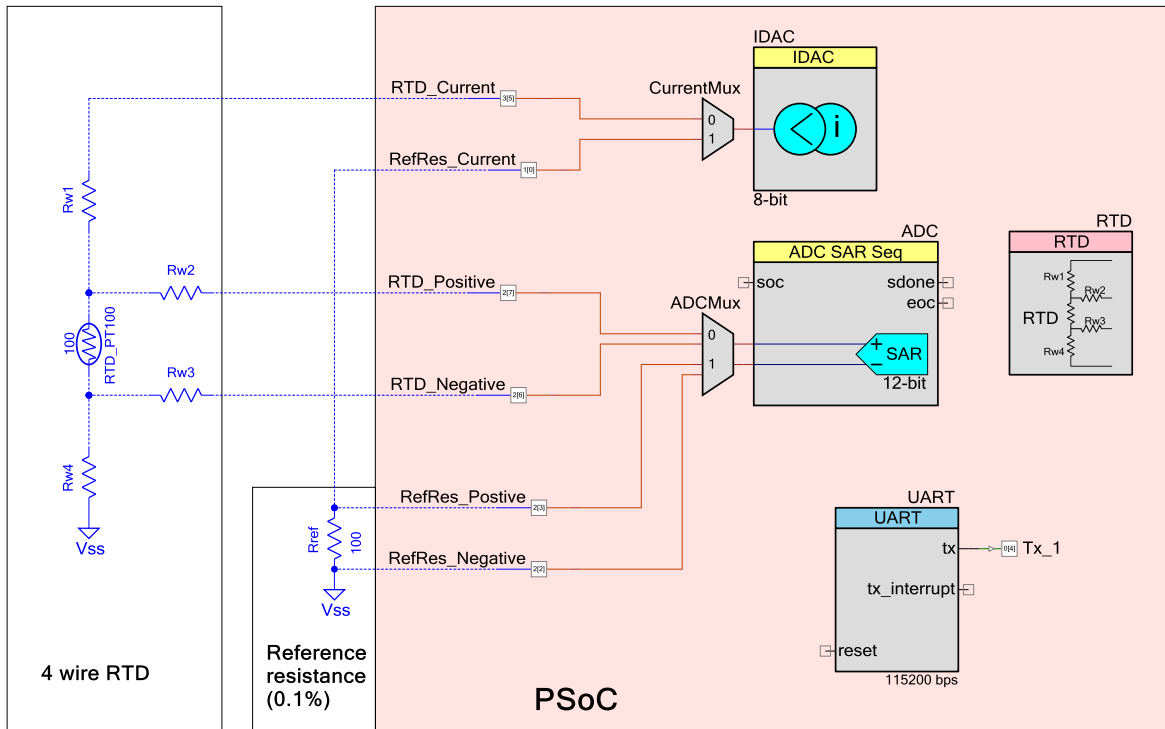 IDAC
IDAC
RTD_Current
3[5]
CurrentMux
0
1
i
RefRes_Current
1[0]
8-bit
Rw1
ADC
ADC SAR Seq
RTD
RTD
Rw2
RTD_Positive
2[7]
soc
sdone
eoc
Rw1
Rw2
RTD
Rw3
Rw4
ADCMux
0
1
+
−
SAR
12-bit
100
RTD_PT100
Rw3
RTD_Negative
2[6]
Rw4
Vss
RefRes_Postive
2[3]
Rref
100
RefRes_Negative
2[2]
Vss
UART
UART
tx
0[4]
Tx_1
tx_interrupt
reset
115200 bps
4 wire RTD
Reference
resistance
(0.1%)
PSoC